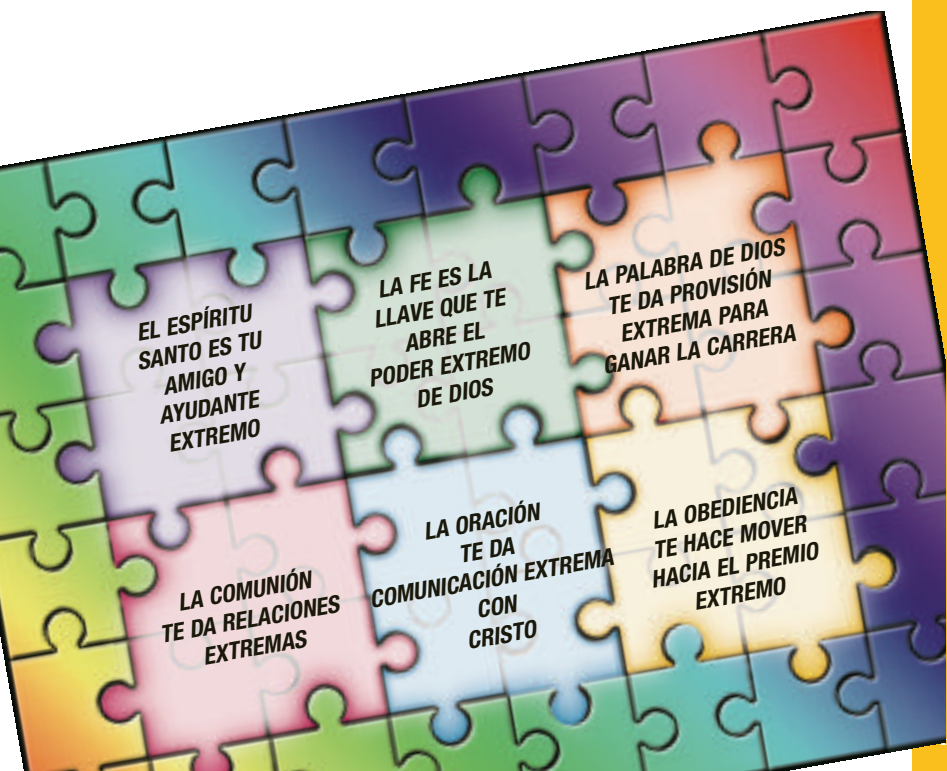 EL ESPÍRITU
SANTO ES TU
AMIGO Y
AYUDANTE
EXTREMO
LA FE ES LA
LLAVE QUE TE
ABRE EL
PODER EXTREMO
DE DIOS
LA PALABRA DE DIOS
TE DA PROVISIÓN
EXTREMA PARA
GANAR LA CARRERA
LA COMUNIÓN
TE DA RELACIONES
EXTREMAS
LA ORACIÓN
TE DA
COMUNICACIÓN EXTREMA
CON
CRISTO
LA OBEDIENCIA
TE HACE MOVER
HACIA EL PREMIO
EXTREMO